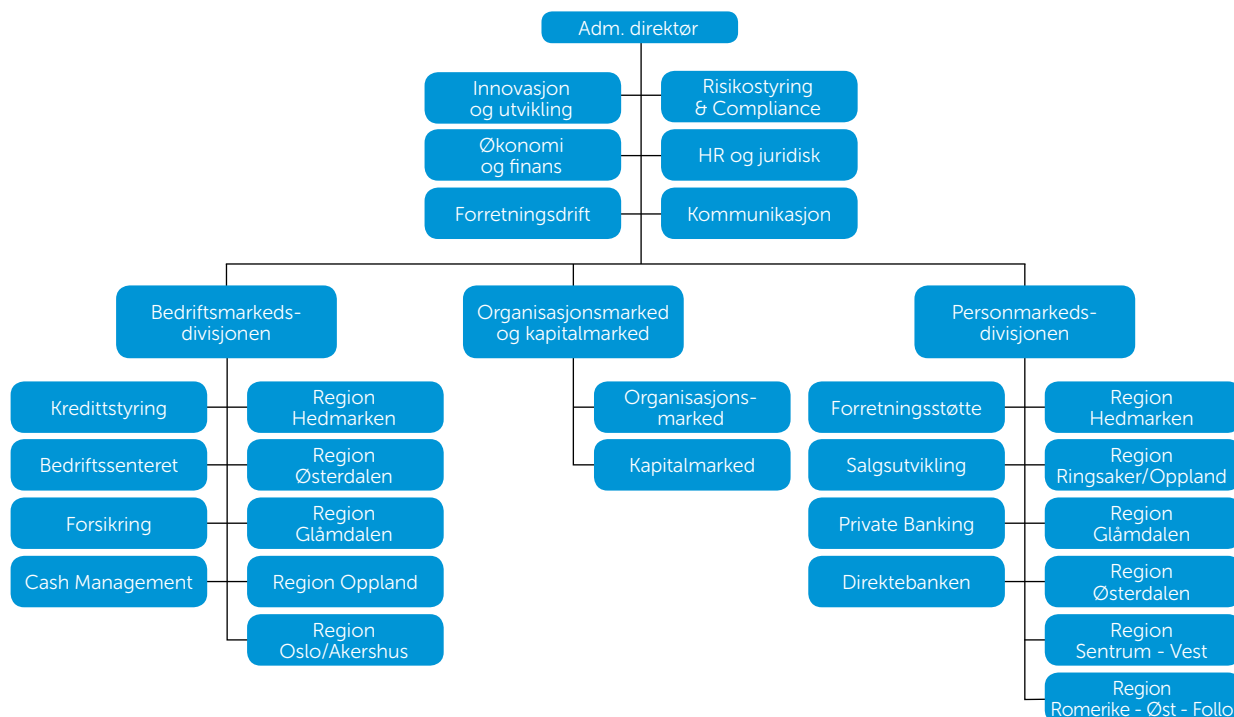 Adm. direktør
Innovasjon
og utvikling
Risikostyring
& Compliance
Økonomi
og finans
HR og juridisk
Forretningsdrift
Kommunikasjon
Bedriftsmarkeds-
divisjonen
Organisasjonsmarked
og kapitalmarked
Personmarkeds-
divisjonen
Kredittstyring
Region
Hedmarken
Bedriftssenteret
Region
Østerdalen
Forsikring
Region
Glåmdalen
Cash Management
Region Oppland
Region
Oslo/Akershus
Organisasjons-
marked
Kapitalmarked
Forretningsstøtte
Region
Hedmarken
Salgsutvikling
Region
Ringsaker/Oppland
Private Banking
Region
Glåmdalen
Direktebanken
Region
Østerdalen
Region
Sentrum - Vest
Region
Romerike - Øst - Follo